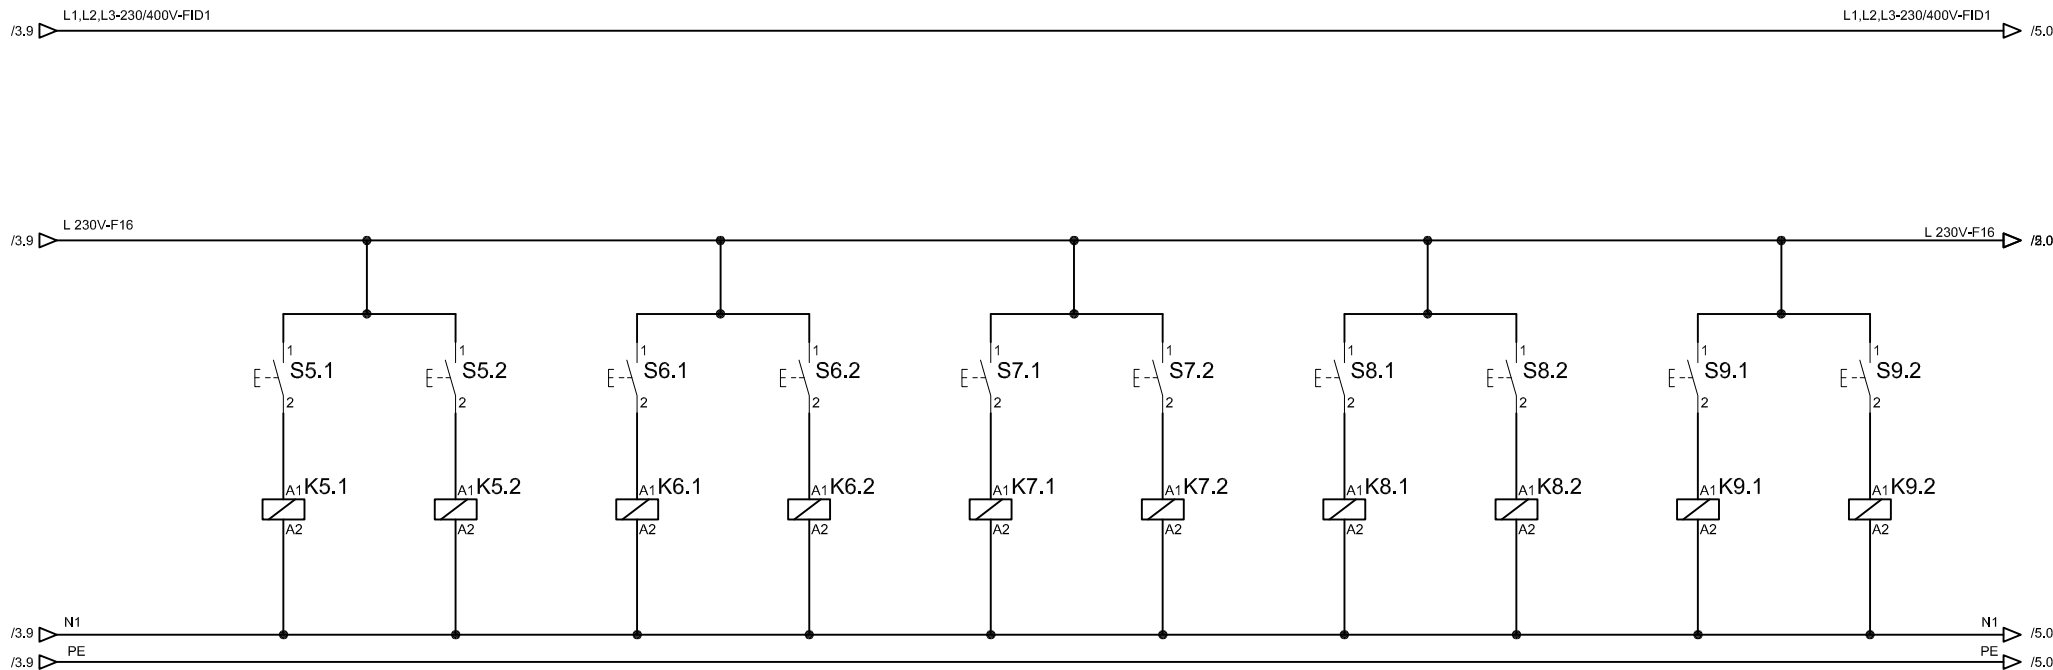 L1,L2,L3-230/400V-FID1 L1,L2,L3-230/400V-FID1
/3.9 /5.0
L 230V-F16 L 230V-F16
/3.9
1 1 1 1 1 1 1 1 1 1
S5.1 S5.2 S6.1 S6.2 S7.1 S7.2 S8.1 S8.2 S9.1 S9.2
2 2 2 2 2 2 2 2 2 2
A1 K5.1 A1 K5.2 A1 K6.1 A1 K6.2 A1 K7.1 A1 K7.2 A1 K8.1 A1 K8.2 A1 K9.1 A1 K9.2
A2 A2 A2 A2 A2 A2 A2 A2 A2 A2
N1 N1
/3.9 /5.0
PE PE
/3.9 /5.0